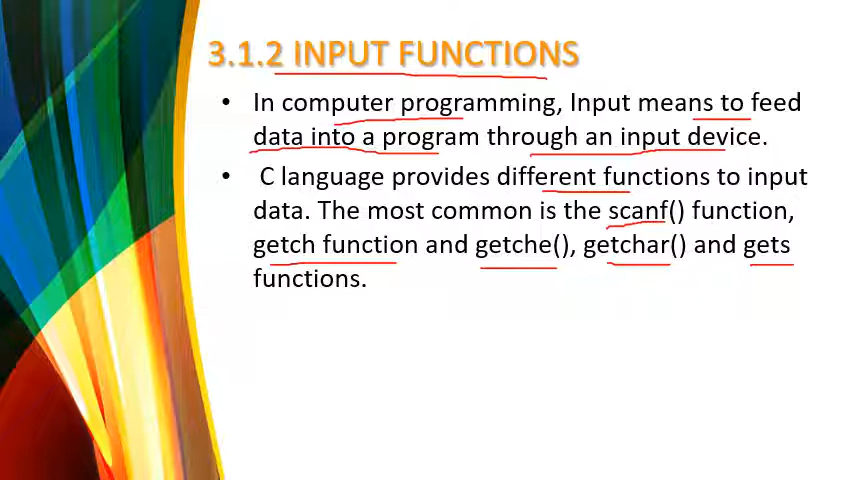 3.1.2 INPUT FUNCTIONS
• In computer programming, Input means to feed
data into a program through an input device.
• C language provides different functions to input
data. The most common is the scanf() function,
getch function and getche(), getchar() and gets
functions.